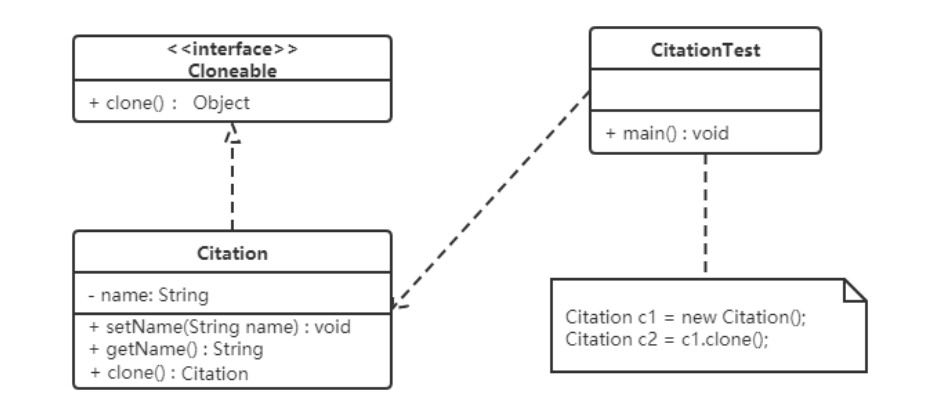 <<interface>>
Cloneable
+ clone() : Object
Citation
- name: String
+ setName(String name) : void
+ getName() : String
+ clone() : Citation
CitationTest
+ main() : void
Citation c1 = new Citation();
Citation c2 = c1.clone();